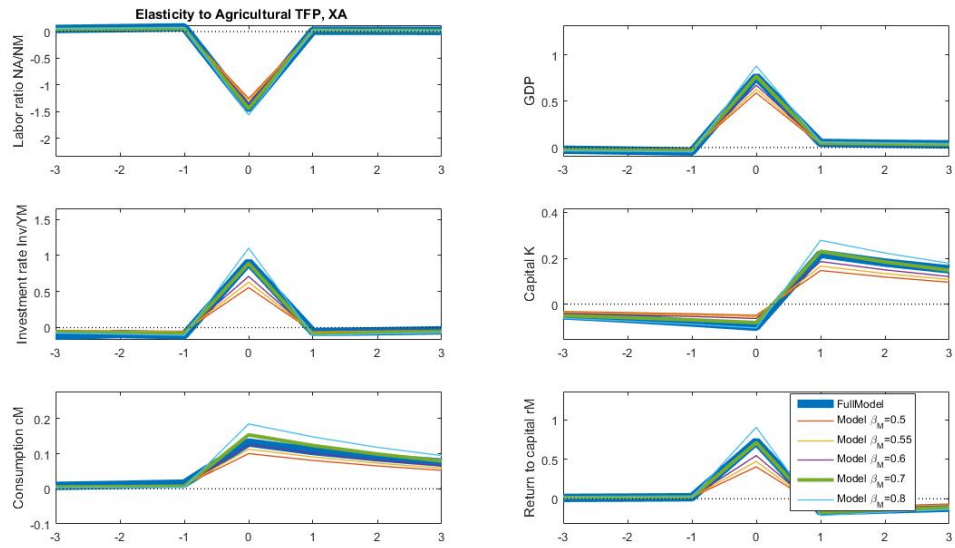 Elasticity to Agricultural TFP, XA
Labor ratio NA/NM
0
-0.5
-1
-1.5
-2
-3 -2 -1 0 1 2 3
GDP
1
0.5
0
-3 -2 -1 0 1 2 3
Investment rate Inv/YM
1.5
1
0.5
0
-3 -2 -1 0 1 2 3
Capital K
0.4
0.2
0
-3 -2 -1 0 1 2 3
Consumption cM
0.2
0.1
0
-0.1
-3 -2 -1 0 1 2 3
Return to capital rM
1
0.5
0
-3 -2 -1 0 1 2 3
FullModel
Model β_M=0.5
Model β_M=0.55
Model β_M=0.6
Model β_M=0.7
Model β_M=0.8